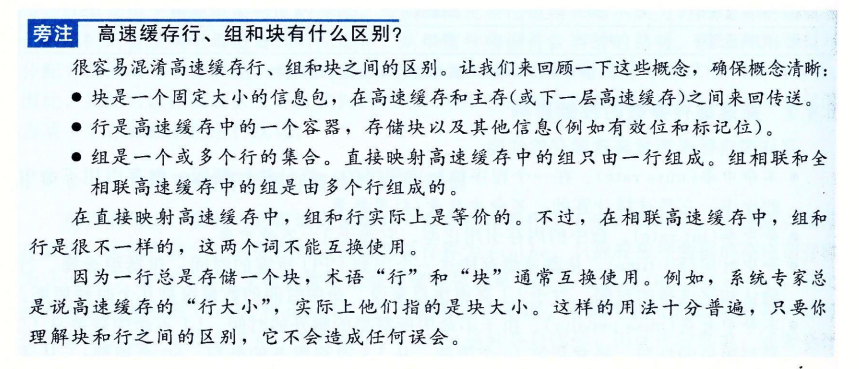 旁注 高速缓存行、组和块有什么区别?
很容易混淆高速缓存行、组和块之间的区别。让我们来回顾一下这些概念,确保概念清晰:
● 块是一个固定大小的信息包,在高速缓存和主存(或下一层高速缓存)之间来回传送。
● 行是高速缓存中的一个容器,存储块以及其他信息(例如有效位和标记位)。
● 组是一个或多个行的集合。直接映射高速缓存中的组只由一行组成。组相联和全
相联高速缓存中的组是由多个行组成的。
在直接映射高速缓存中,组和行实际上是等价的。不过,在相联高速缓存中,组和
行是很不一样的,这两个词不能互换使用。
因为一行总是存储一个块,术语“行”和“块”通常互换使用。例如,系统专家总
是说高速缓存的“行大小”,实际上他们指的是块大小。这样的用法十分普遍,只要你
理解块和行之间的区别,它不会造成任何误会。